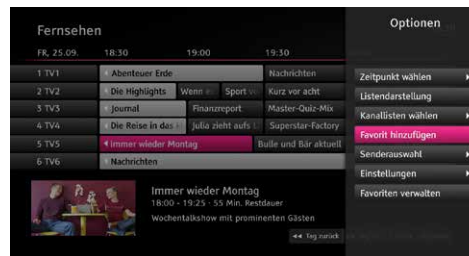 Fernsehen
Optionen
FR, 25.09. 18:30 19:00 19:30
1 TV1 Abenteuer Erde Nachrichten
2 TV2 Die Highlights Wenn Sport Kurz vor acht
3 TV3 Journal Finanzreport Master-Quiz-Mix
4 TV4 Die Reise in das Julia zieht aufs Superstar-Factory
5 TV5 Immer wieder Montag Bulle und Bär aktuell
6 TV6 Nachrichten
Zeitpunkt wählen
Listendarstellung
Kanallisten wählen
Favorit hinzufügen
Senderauswahl
Einstellungen
Favoriten verwalten
Immer wieder Montag
18:00 - 19:25 · 55 Min. Restdauer
Wochentalkshow mit prominenten Gästen
Tag zurück